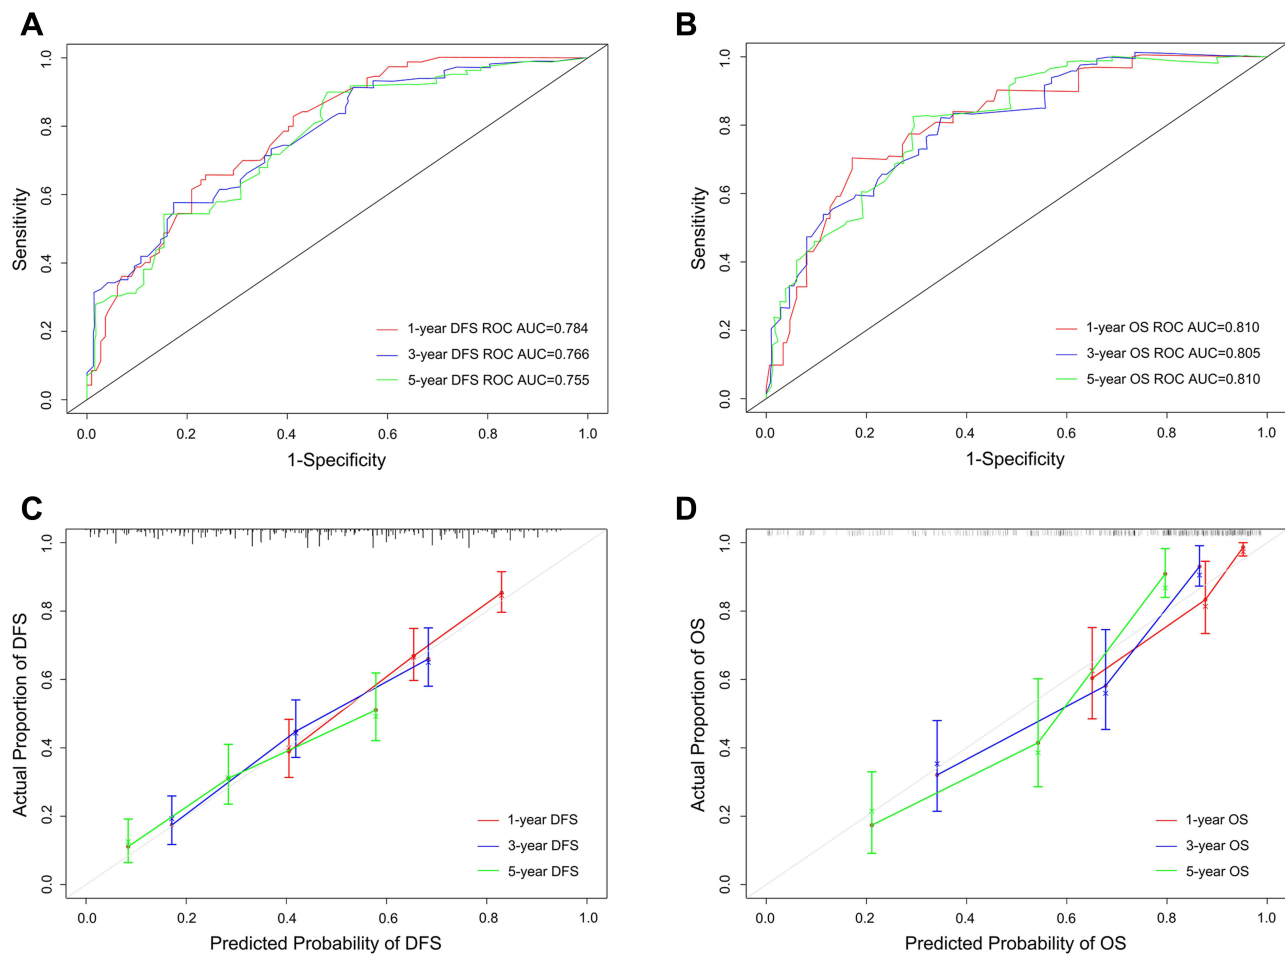 A
1.0
0.8
0.6
0.4
0.2
0.0
Sensitivity
1-year DFS ROC AUC=0.784
3-year DFS ROC AUC=0.766
5-year DFS ROC AUC=0.755
0.0 0.2 0.4 0.6 0.8 1.0
1-Specificity
B
1.0
0.8
0.6
0.4
0.2
0.0
Sensitivity
1-year OS ROC AUC=0.810
3-year OS ROC AUC=0.805
5-year OS ROC AUC=0.810
0.0 0.2 0.4 0.6 0.8 1.0
1-Specificity
C
1.0
0.8
0.6
0.4
0.2
0.0
Actual Proportion of DFS
1-year DFS
3-year DFS
5-year DFS
0.0 0.2 0.4 0.6 0.8 1.0
Predicted Probability of DFS
D
1.0
0.8
0.6
0.4
0.2
0.0
Actual Proportion of OS
1-year OS
3-year OS
5-year OS
0.0 0.2 0.4 0.6 0.8 1.0
Predicted Probability of OS